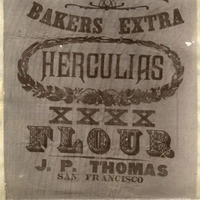 BAKERS EXTRA
HERCULIAS
XXXX
FLOUR
J. P. THOMAS
SAN FRANCISCO